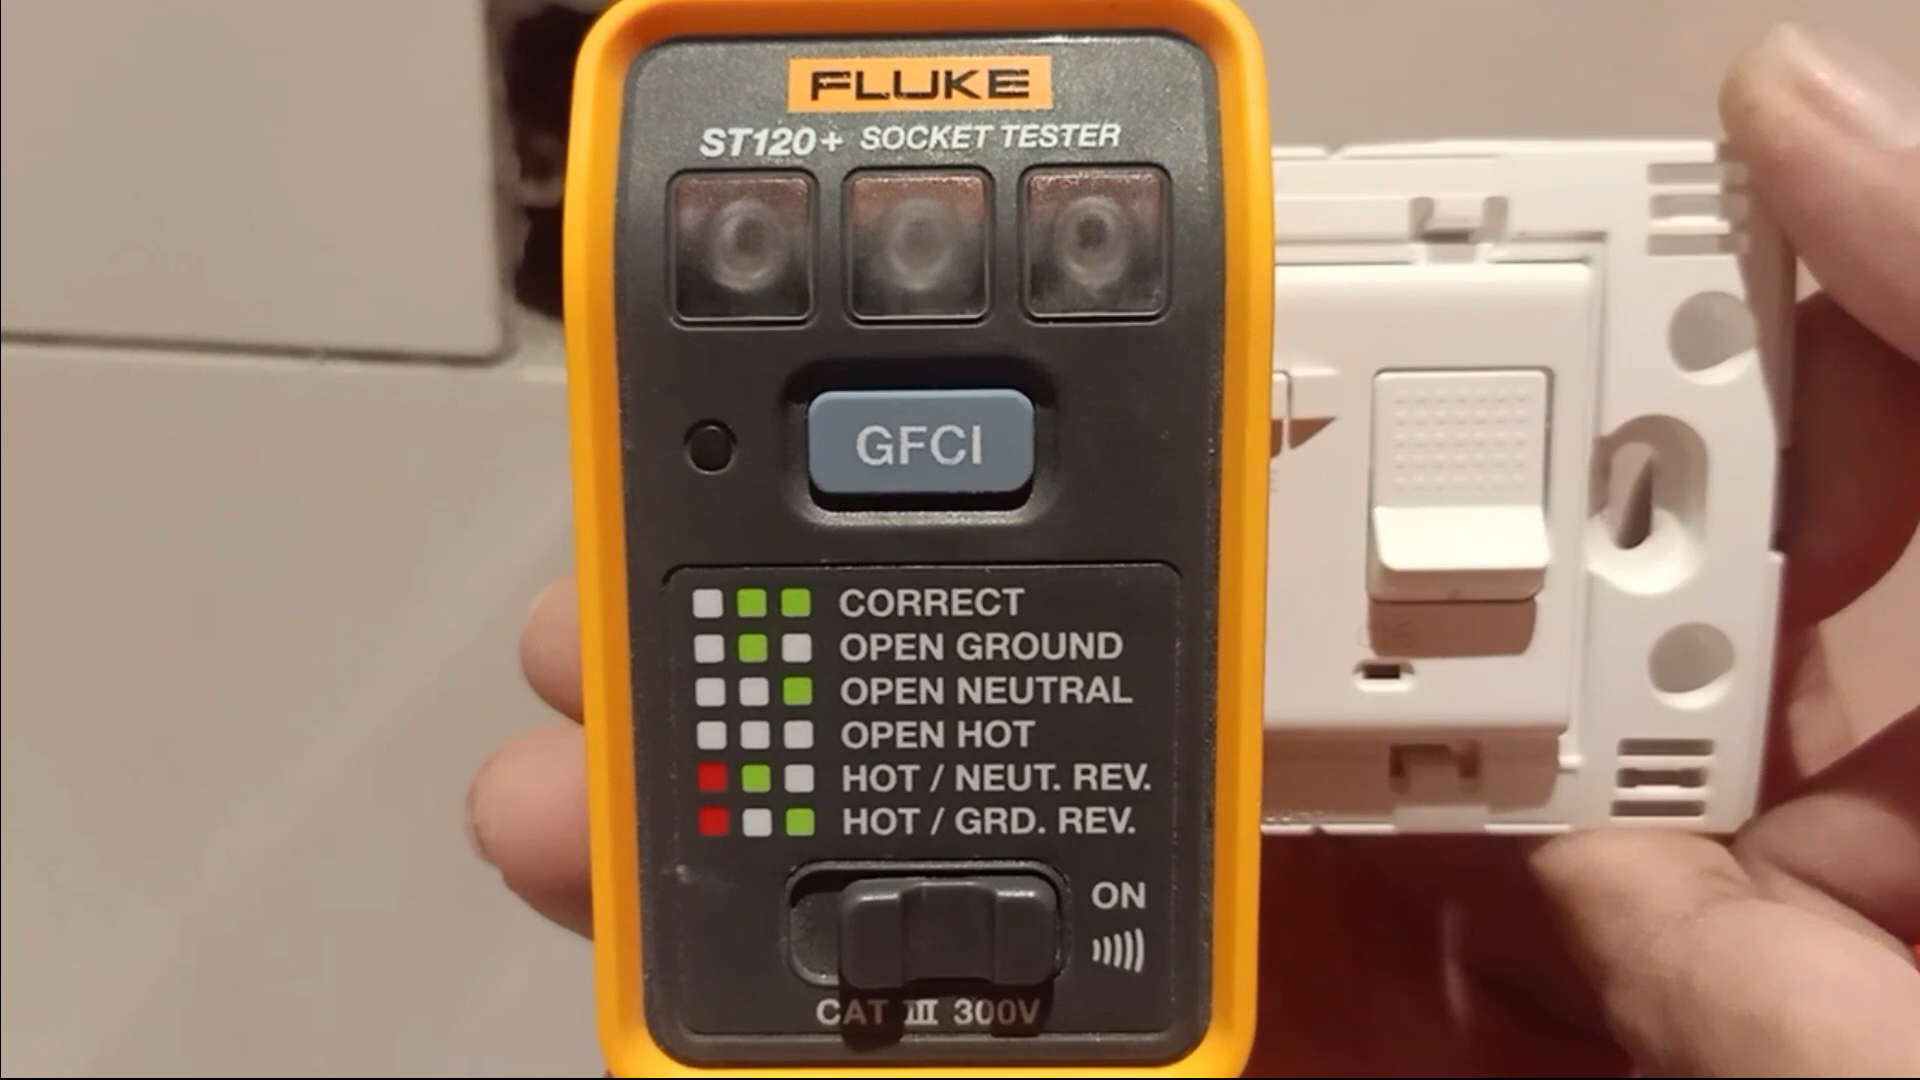 FLUKE
ST120+ SOCKET TESTER
GFCI
CORRECT
OPEN GROUND
OPEN NEUTRAL
OPEN HOT
HOT / NEUT. REV.
HOT / GRD. REV.
ON
CAT III 300V